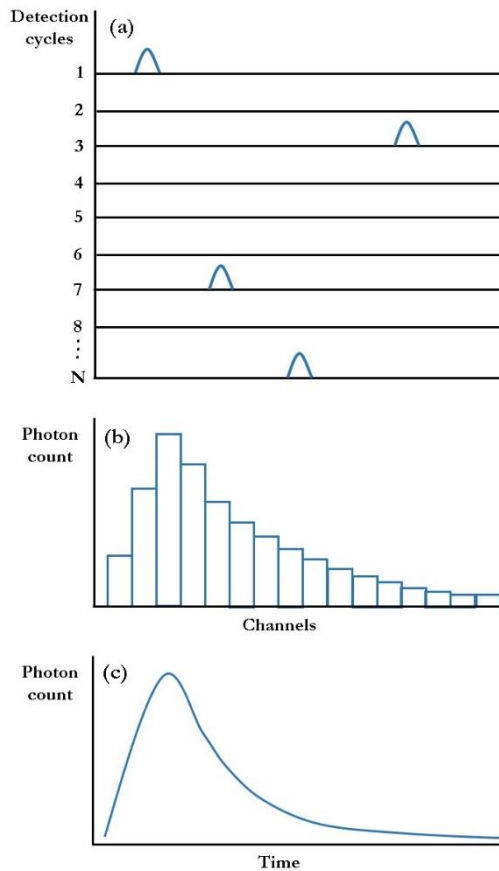 Detection
cycles
(a)
1
2
3
4
5
6
7
8
⋮
N
Photon
count
(b)
Channels
Photon
count
(c)
Time